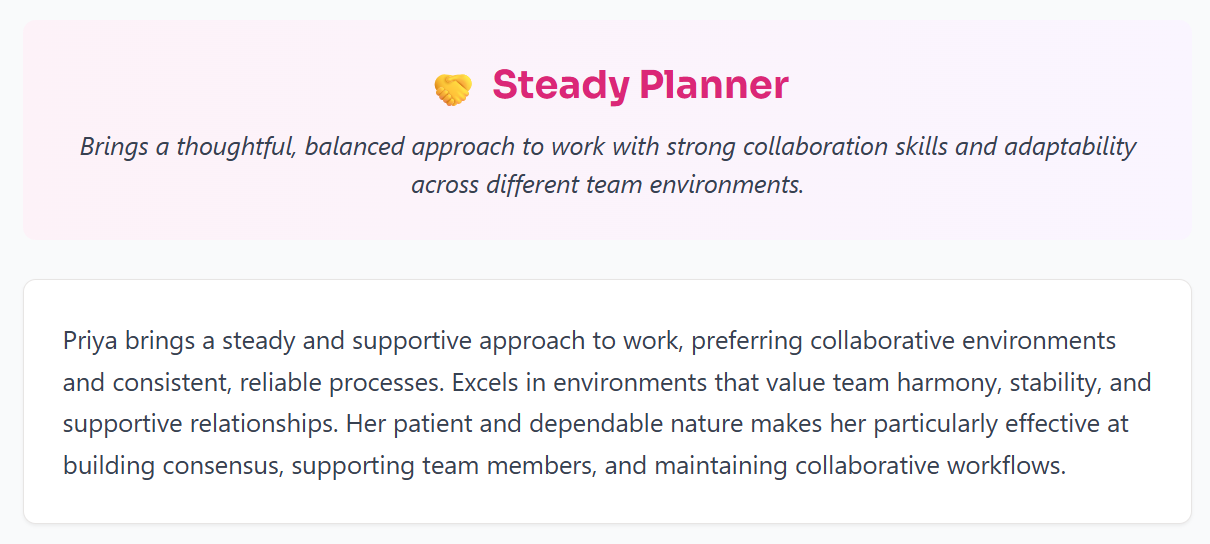 Steady Planner
Brings a thoughtful, balanced approach to work with strong collaboration skills and adaptability
across different team environments.
Priya brings a steady and supportive approach to work, preferring collaborative environments
and consistent, reliable processes. Excels in environments that value team harmony, stability, and
supportive relationships. Her patient and dependable nature makes her particularly effective at
building consensus, supporting team members, and maintaining collaborative workflows.